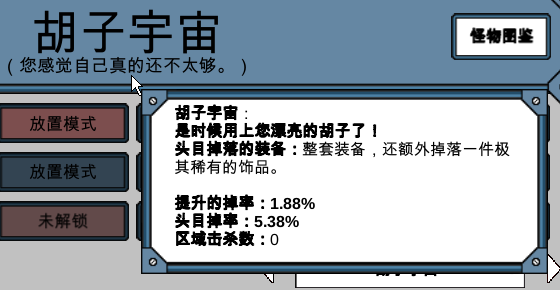 胡子宇宙
（您感觉自己真的还不太够。）
怪物图鉴
放置模式
放置模式
未解锁
胡子宇宙：
是时候用上您漂亮的胡子了！
头目掉落的装备：整套装备，还额外掉落一件极
其稀有的饰品。
提升的掉率：1.88%
头目掉率：5.38%
区域击杀数：0